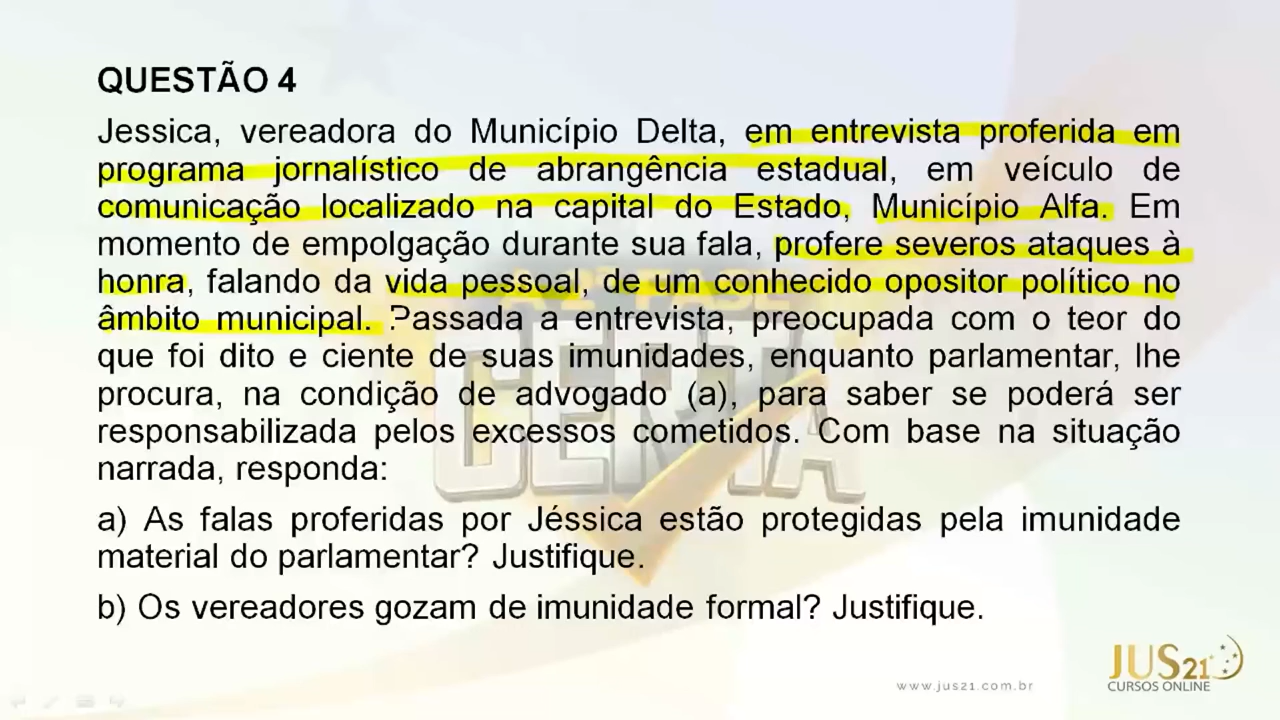 QUESTÃO 4
Jessica, vereadora do Município Delta, em entrevista proferida em
programa jornalístico de abrangência estadual, em veículo de
comunicação localizado na capital do Estado, Município Alfa. Em
momento de empolgação durante sua fala, profere severos ataques à
honra, falando da vida pessoal, de um conhecido opositor político no
âmbito municipal. Passada a entrevista, preocupada com o teor do
que foi dito e ciente de suas imunidades, enquanto parlamentar, lhe
procura, na condição de advogado (a), para saber se poderá ser
responsabilizada pelos excessos cometidos. Com base na situação
narrada, responda:
a) As falas proferidas por Jéssica estão protegidas pela imunidade
material do parlamentar? Justifique.
b) Os vereadores gozam de imunidade formal? Justifique.
CERTA
www.jus21.com.br
JUS21
CURSOS ONLINE